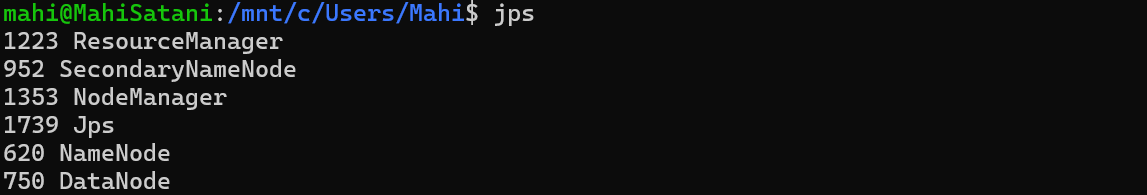 mahi@MahiSatani:/mnt/c/Users/Mahi$ jps
1223 ResourceManager
952 SecondaryNameNode
1353 NodeManager
1739 Jps
620 NameNode
750 DataNode